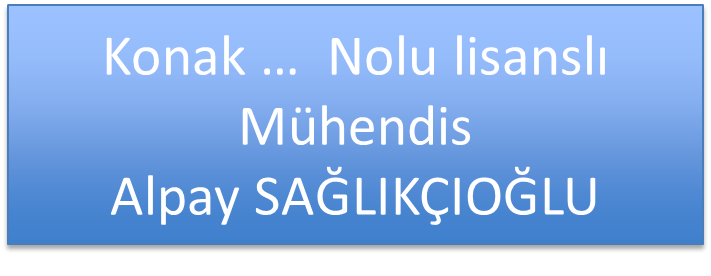 Konak … Nolu lisanslı
Mühendis
Alpay SAĞLIKÇIOĞLU